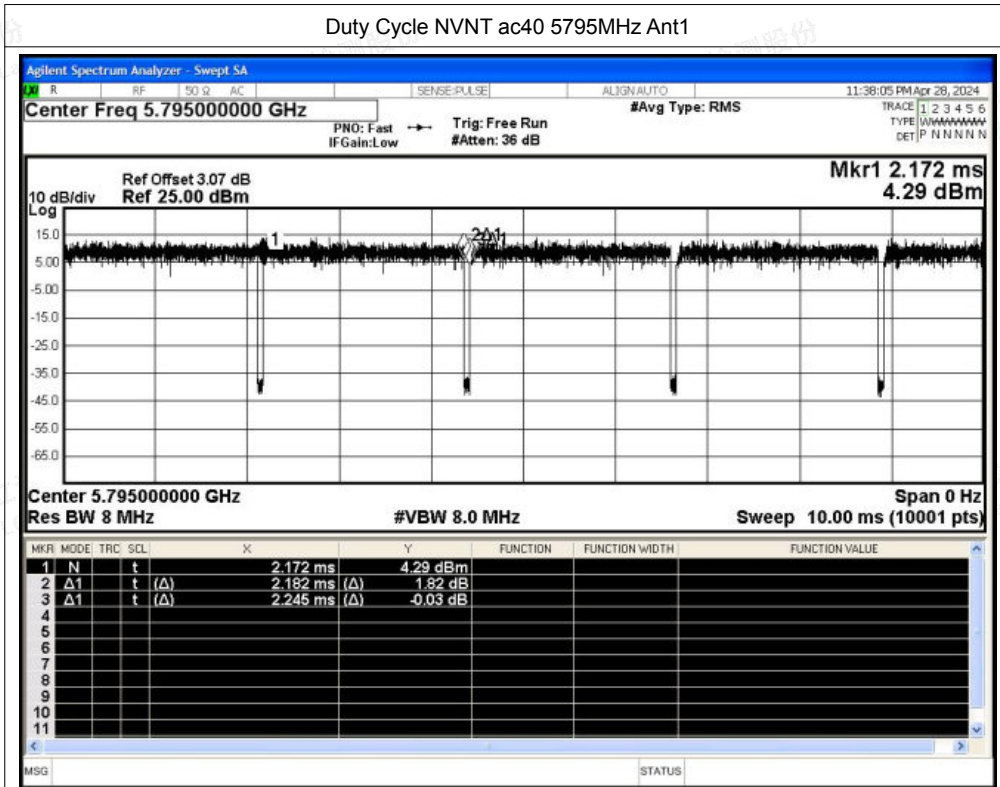 Duty Cycle NVNT ac40 5795MHz Ant1
Agilent Spectrum Analyzer - Swept SA
R RF 50 Ω AC SENSE:PULSE ALIGNAUTO 11:38:05 PM Apr 28, 2024
Center Freq 5.795000000 GHz #Avg Type: RMS TRACE 1 2 3 4 5 6
PNO: Fast Trig: Free Run TYPE
IFGain:Low #Atten: 36 dB DET P N N N N N
Mkr1 2.172 ms
Ref Offset 3.07 dB
10 dB/div Ref 25.00 dBm 4.29 dBm
Log
15.0
1
2Δ1
5.00
-5.00
-15.0
-25.0
-35.0
-45.0
-55.0
-65.0
Center 5.795000000 GHz Span 0 Hz
Res BW 8 MHz #VBW 8.0 MHz Sweep 10.00 ms (10001 pts)
MKR MODE TRC SCL X Y FUNCTION FUNCTION WIDTH FUNCTION VALUE
1 N t 2.172 ms 4.29 dBm
2 Δ1 t (Δ) 2.182 ms (Δ) 1.82 dB
3 Δ1 t (Δ) 2.245 ms (Δ) -0.03 dB
4
5
6
7
8
9
10
11
MSG STATUS